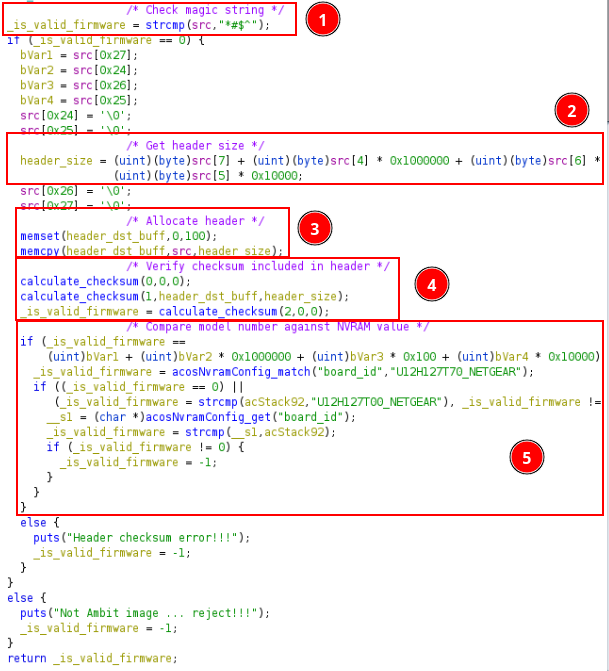 /* Check magic string */
_is_valid_firmware = strcmp(src,"*#$^");
1
if (_is_valid_firmware == 0) {
bVar1 = src[0x27];
bVar2 = src[0x24];
bVar3 = src[0x26];
bVar4 = src[0x25];
src[0x24] = '\0';
src[0x25] = '\0';
2
/* Get header size */
header_size = (uint)(byte)src[7] + (uint)(byte)src[4] * 0x1000000 + (uint)(byte)src[6] *
(uint)(byte)src[5] * 0x10000;
src[0x26] = '\0';
src[0x27] = '\0';
/* Allocate header */
memset(header_dst_buff,0,100);
memcpy(header_dst_buff,src,header_size);
3
/* Verify checksum included in header */
calculate_checksum(0,0,0);
calculate_checksum(1,header_dst_buff,header_size);
_is_valid_firmware = calculate_checksum(2,0,0);
4
/* Compare model number against NVRAM value */
if (_is_valid_firmware ==
(uint)bVar1 + (uint)bVar2 * 0x1000000 + (uint)bVar3 * 0x100 + (uint)bVar4 * 0x10000)
_is_valid_firmware = acosNvramConfig_match("board_id","U12H127T70_NETGEAR");
if ((_is_valid_firmware == 0) ||
(_is_valid_firmware = strcmp(acStack92,"U12H127T00_NETGEAR"), _is_valid_firmware !=
__s1 = (char *)acosNvramConfig_get("board_id");
_is_valid_firmware = strcmp(__s1,acStack92);
if (_is_valid_firmware != 0) {
_is_valid_firmware = -1;
}
}
}
5
else {
puts("Header checksum error!!!");
_is_valid_firmware = -1;
}
}
else {
puts("Not Ambit image ... reject!!!");
_is_valid_firmware = -1;
}
return _is_valid_firmware;